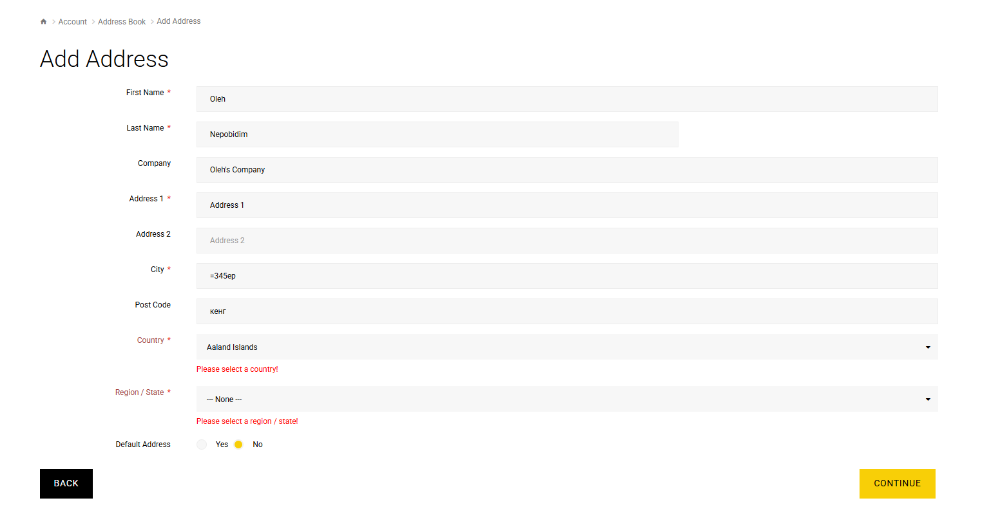 Account Address Book Add Address
Add Address
First Name * Oleh
Last Name * Nepobidim
Company Oleh's Company
Address 1 * Address 1
Address 2 Address 2
City * =345ep
Post Code кенг
Country * Aaland Islands
Please select a country!
Region / State * --- None ---
Please select a region / state!
Default Address Yes No
BACK CONTINUE